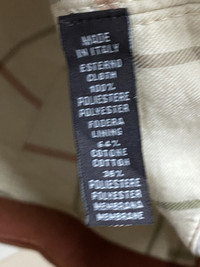 MADE
IN ITALY
ESTERNO
CLOTH
100%
POLIESTERE
POLYESTER
FODERA
LINING
64%
COTONE
COTTON
36%
POLIESTERE
POLYESTER
MEMBRANA
MEMBRANE